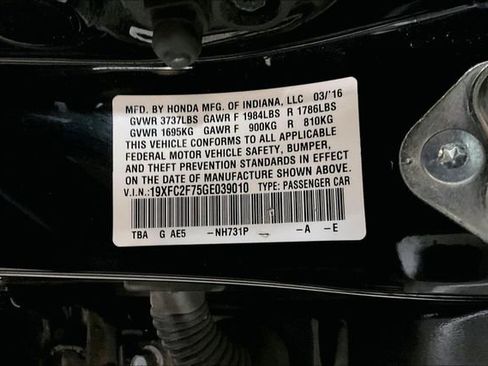 MFD. BY HONDA MFG. OF INDIANA, LLC 03/'16
GVWR 3737LBS GAWR F 1984LBS R 1786LBS
GVWR 1695KG GAWR F 900KG R 810KG
THIS VEHICLE CONFORMS TO ALL APPLICABLE
FEDERAL MOTOR VEHICLE SAFETY, BUMPER,
AND THEFT PREVENTION STANDARDS IN EFFECT
ON THE DATE OF MANUFACTURE SHOWN ABOVE.
V.I.N.: 19XFC2F75GE039010 TYPE: PASSENGER CAR
TBA G AE5 -NH731P -A -E